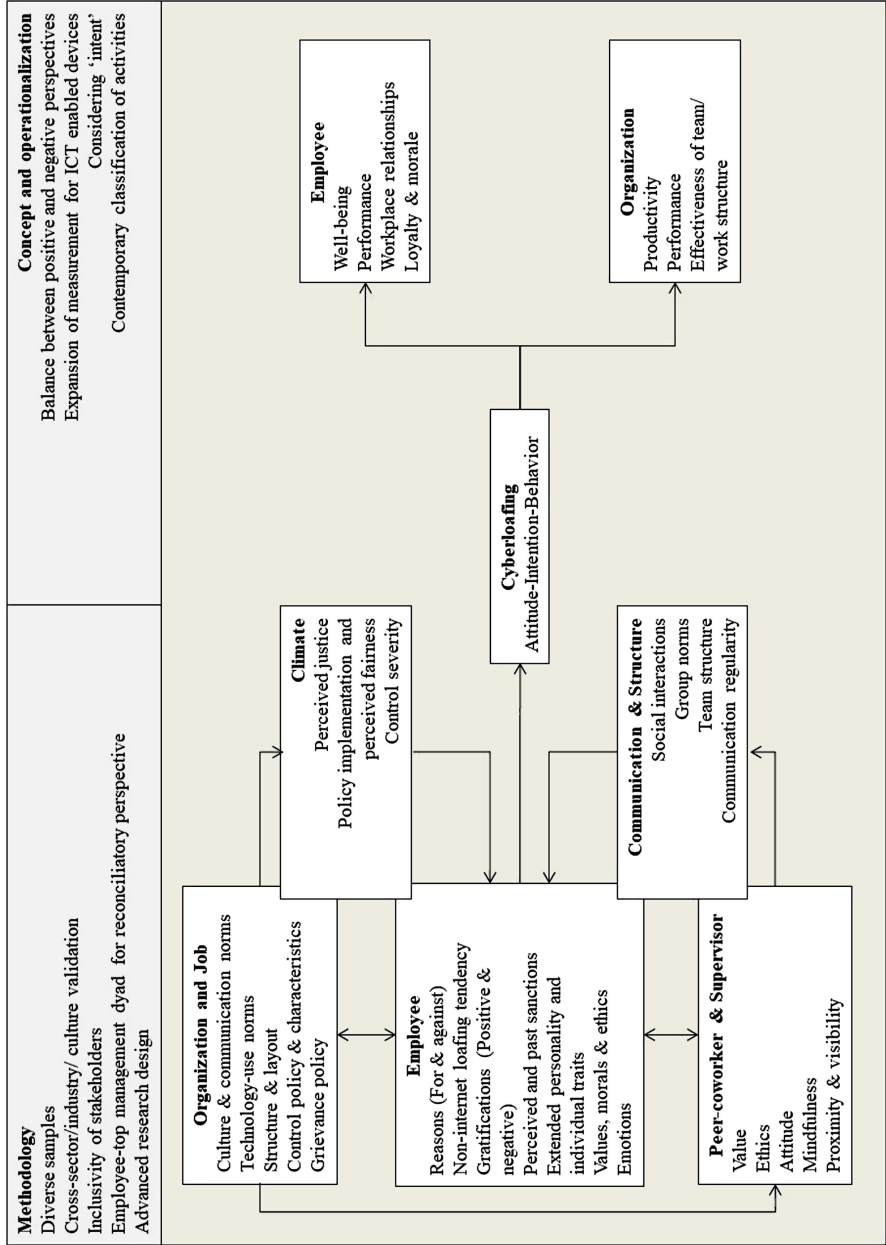 Methodology
Diverse samples
Cross-sector/industry/ culture validation
Inclusivity of stakeholders
Employee-top management dyad for reconciliatory perspective
Advanced research design
Concept and operationalization
Balance between positive and negative perspectives
Expansion of measurement for ICT enabled devices
Considering ‘intent’
Contemporary classification of activities
Organization and Job
Culture & communication norms
Technology-use norms
Structure & layout
Control policy & characteristics
Grievance policy
Climate
Perceived justice
Policy implementation and
perceived fairness
Control severity
Employee
Reasons (For & against)
Non-internet loafing tendency
Gratifications (Positive &
negative)
Perceived and past sanctions
Extended personality and
individual traits
Values, morals & ethics
Emotions
Communication & Structure
Social interactions
Group norms
Team structure
Communication regularity
Peer-coworker & Supervisor
Value
Ethics
Attitude
Mindfulness
Proximity & visibility
Cyberloafing
Attitude-Intention-Behavior
Employee
Well-being
Performance
Workplace relationships
Loyalty & morale
Organization
Productivity
Performance
Effectiveness of team/
work structure